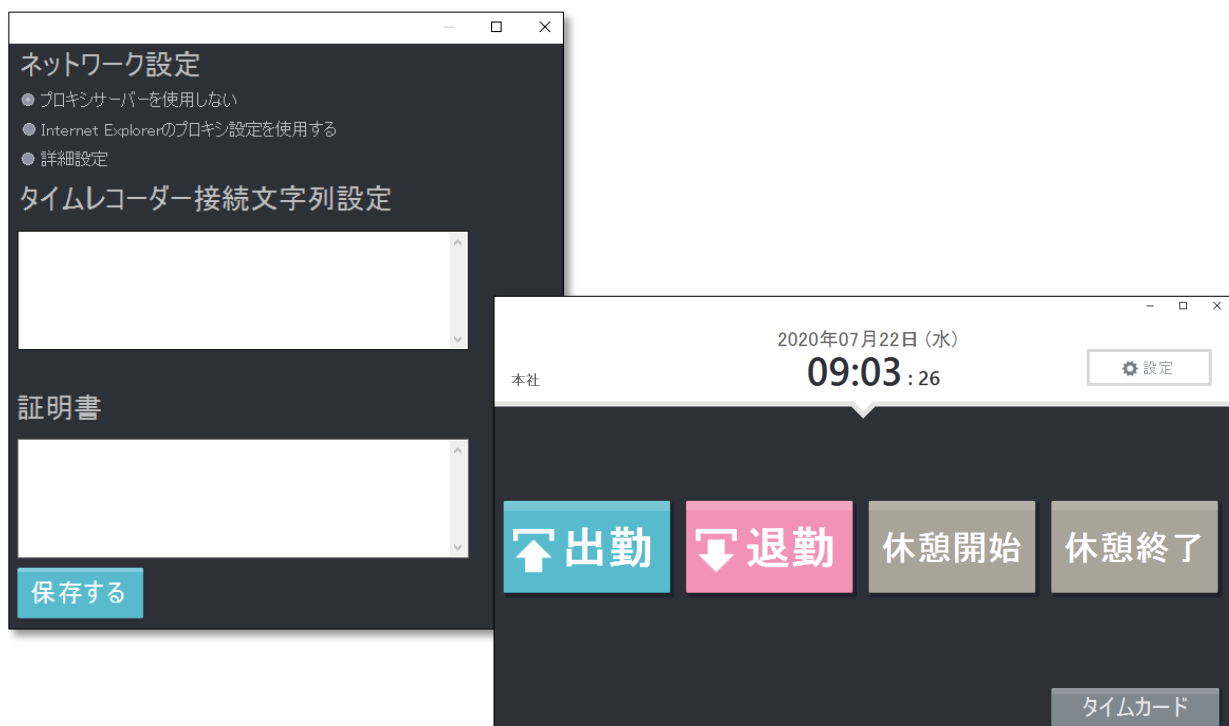 ネットワーク設定
プロキシサーバーを使用しない
Internet Explorerのプロキシ設定を使用する
詳細設定
タイムレコーダー接続文字列設定
証明書
保存する
2020年07月22日（水）
09:03 : 26
本社
設定
出勤
退勤
休憩開始
休憩終了
タイムカード